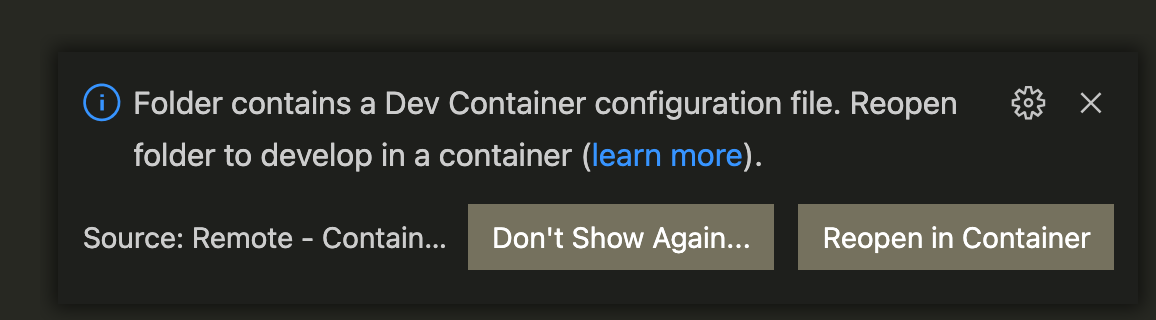 Folder contains a Dev Container configuration file. Reopen
folder to develop in a container (learn more).
Source: Remote - Contain... Don't Show Again... Reopen in Container